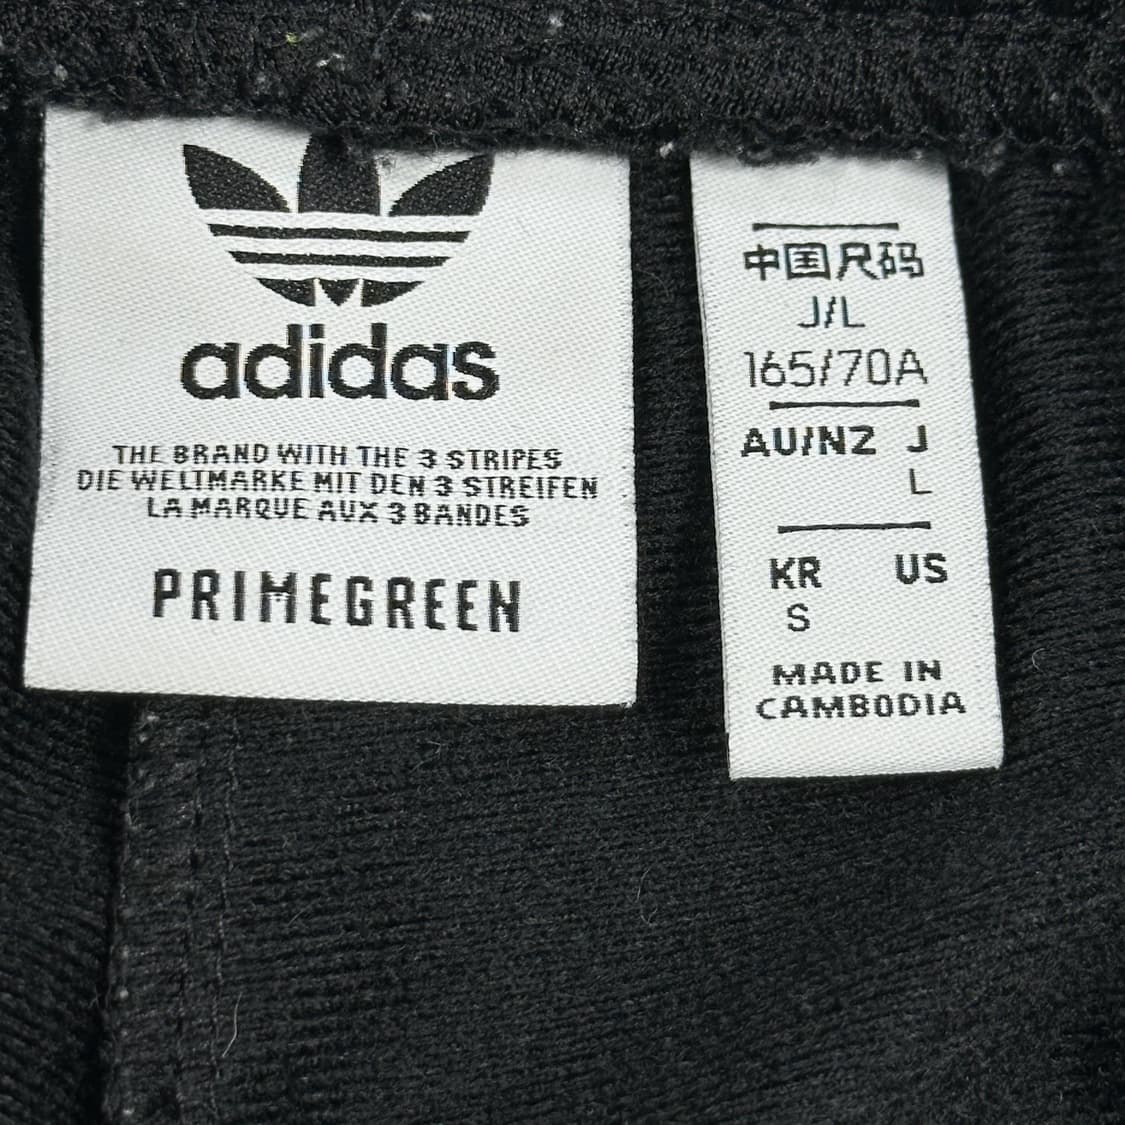 adidas
THE BRAND WITH THE 3 STRIPES
DIE WELTMARKE MIT DEN 3 STREIFEN
LA MARQUE AUX 3 BANDES
PRIMEGREEN
中国尺码
J/L
165/70A
AU/NZ J
L
KR US
S
MADE IN
CAMBODIA